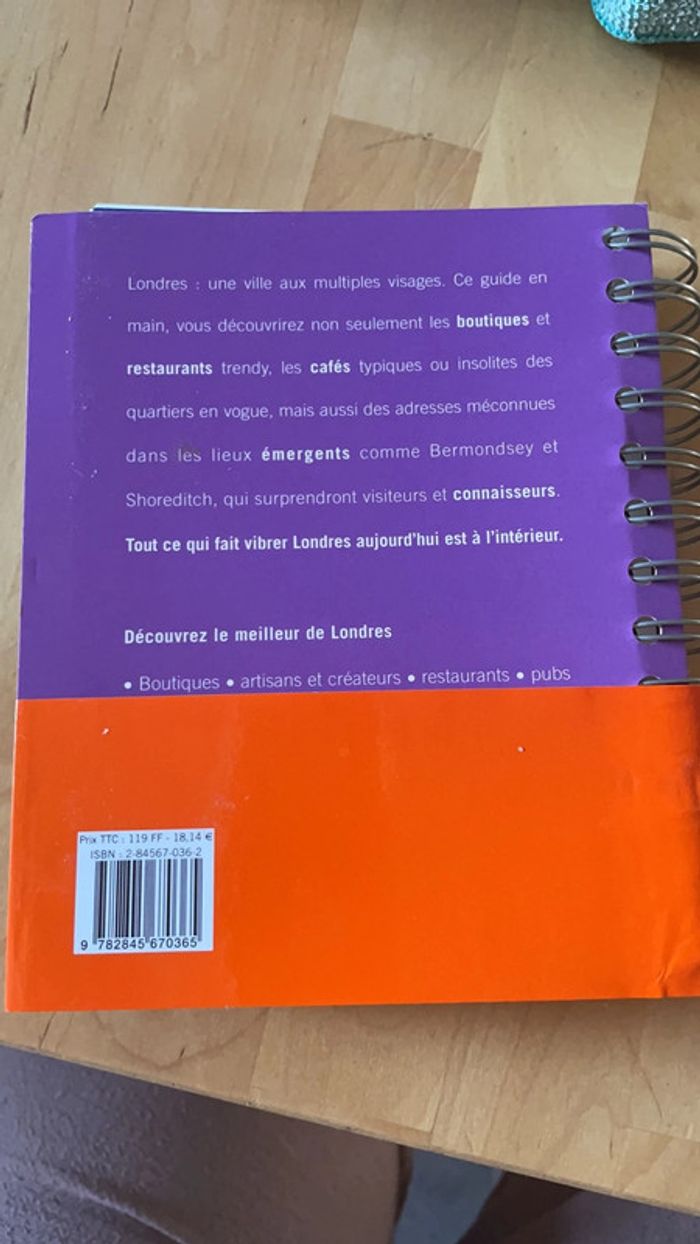 Londres : une ville aux multiples visages. Ce guide en
main, vous découvrirez non seulement les boutiques et
restaurants trendy, les cafés typiques ou insolites des
quartiers en vogue, mais aussi des adresses méconnues
dans les lieux émergents comme Bermondsey et
Shoreditch, qui surprendront visiteurs et connaisseurs.
Tout ce qui fait vibrer Londres aujourd'hui est à l'intérieur.
Découvrez le meilleur de Londres
• Boutiques • artisans et créateurs • restaurants • pubs
Prix TTC : 119 FF - 18,14 €
ISBN : 2-84567-036-2
9 782845 670365